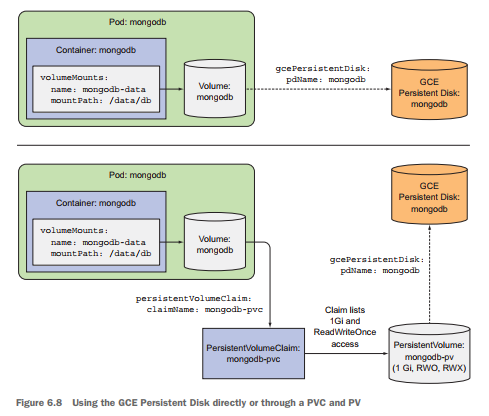 Pod: mongodb
Container: mongodb
volumeMounts:
name: mongodb-data
mountPath: /data/db
Volume:
mongodb
gcePersistentDisk:
pdName: mongodb
GCE
Persistent Disk:
mongodb
Pod: mongodb
Container: mongodb
volumeMounts:
name: mongodb-data
mountPath: /data/db
Volume:
mongodb
GCE
Persistent Disk:
mongodb
gcePersistentDisk:
pdName: mongodb
persistentVolumeClaim:
claimName: mongodb-pvc
PersistentVolumeClaim:
mongodb-pvc
Claim lists
1Gi and
ReadWriteOnce
access
PersistentVolume:
mongodb-pv
(1 Gi, RWO, RWX)
Figure 6.8 Using the GCE Persistent Disk directly or through a PVC and PV